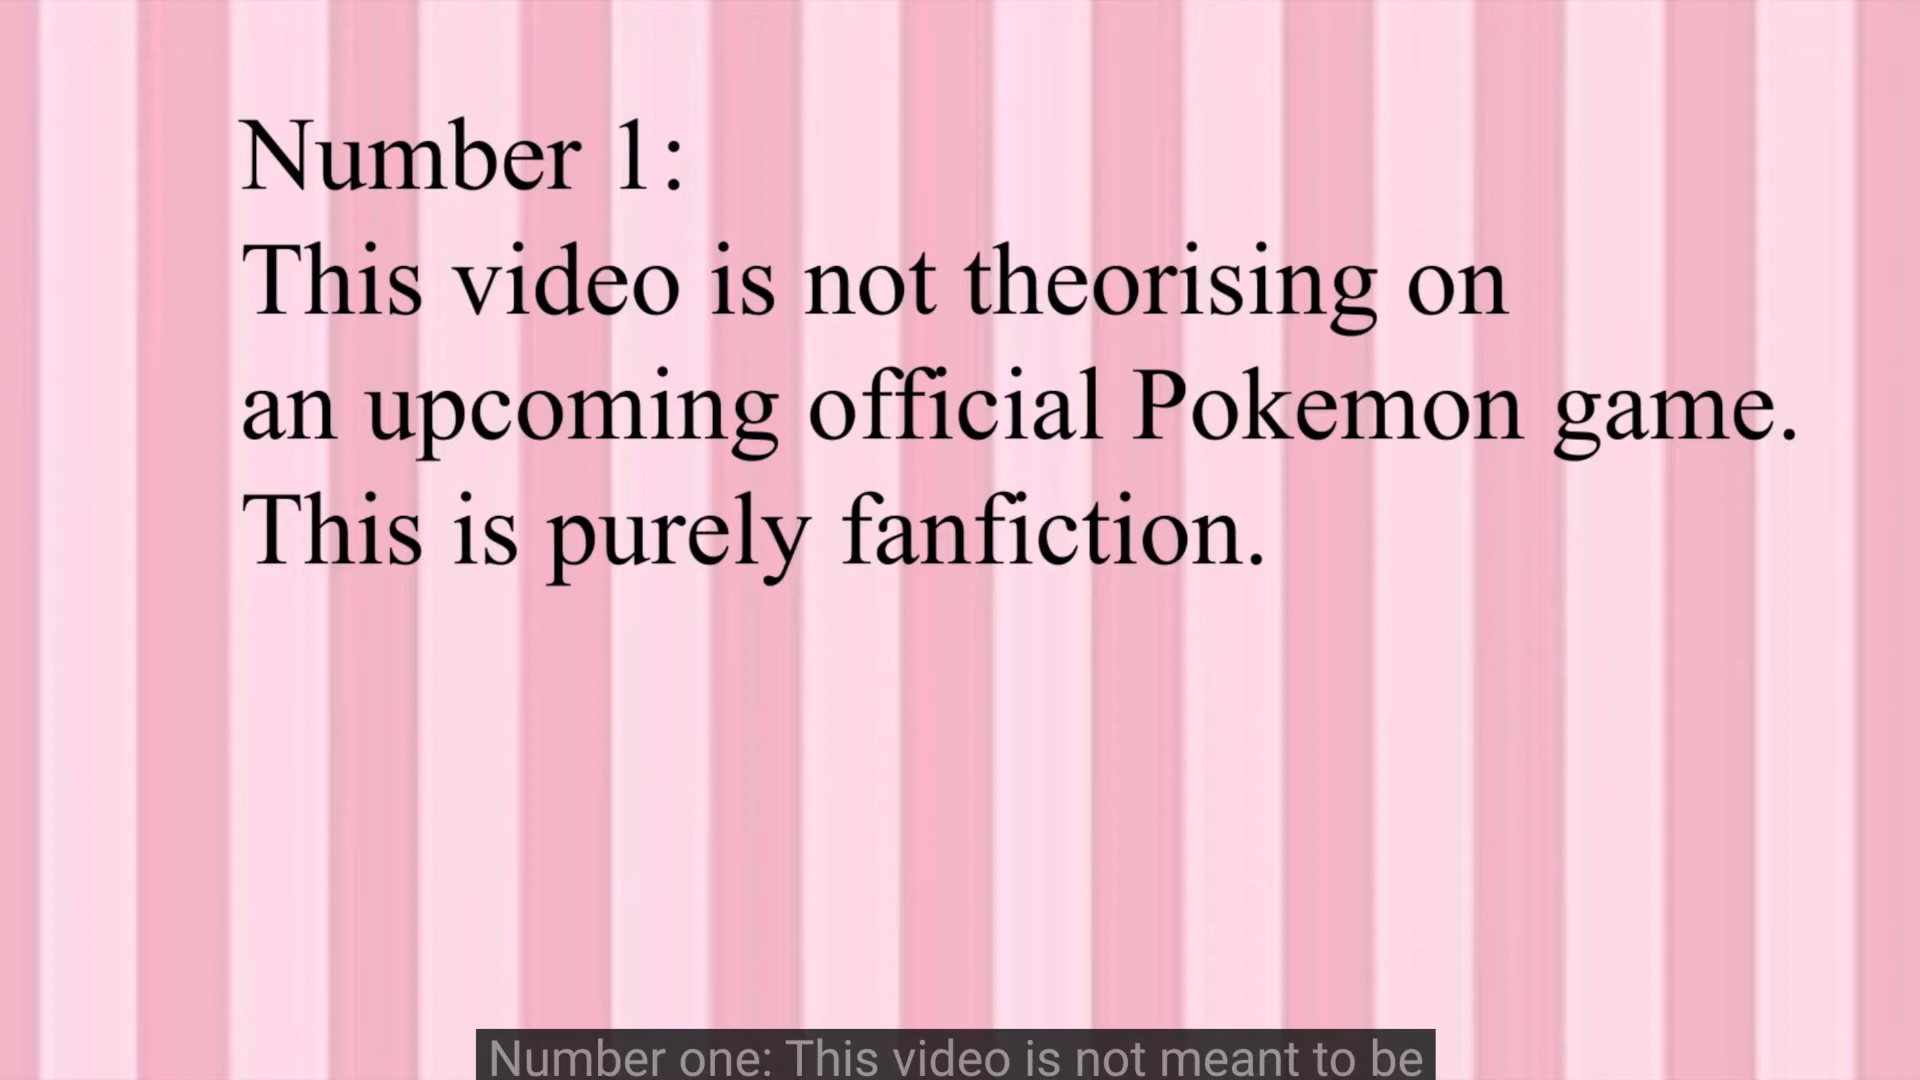 Number 1:
This video is not theorising on
an upcoming official Pokemon game.
This is purely fanfiction.
Number one: This video is not meant to be